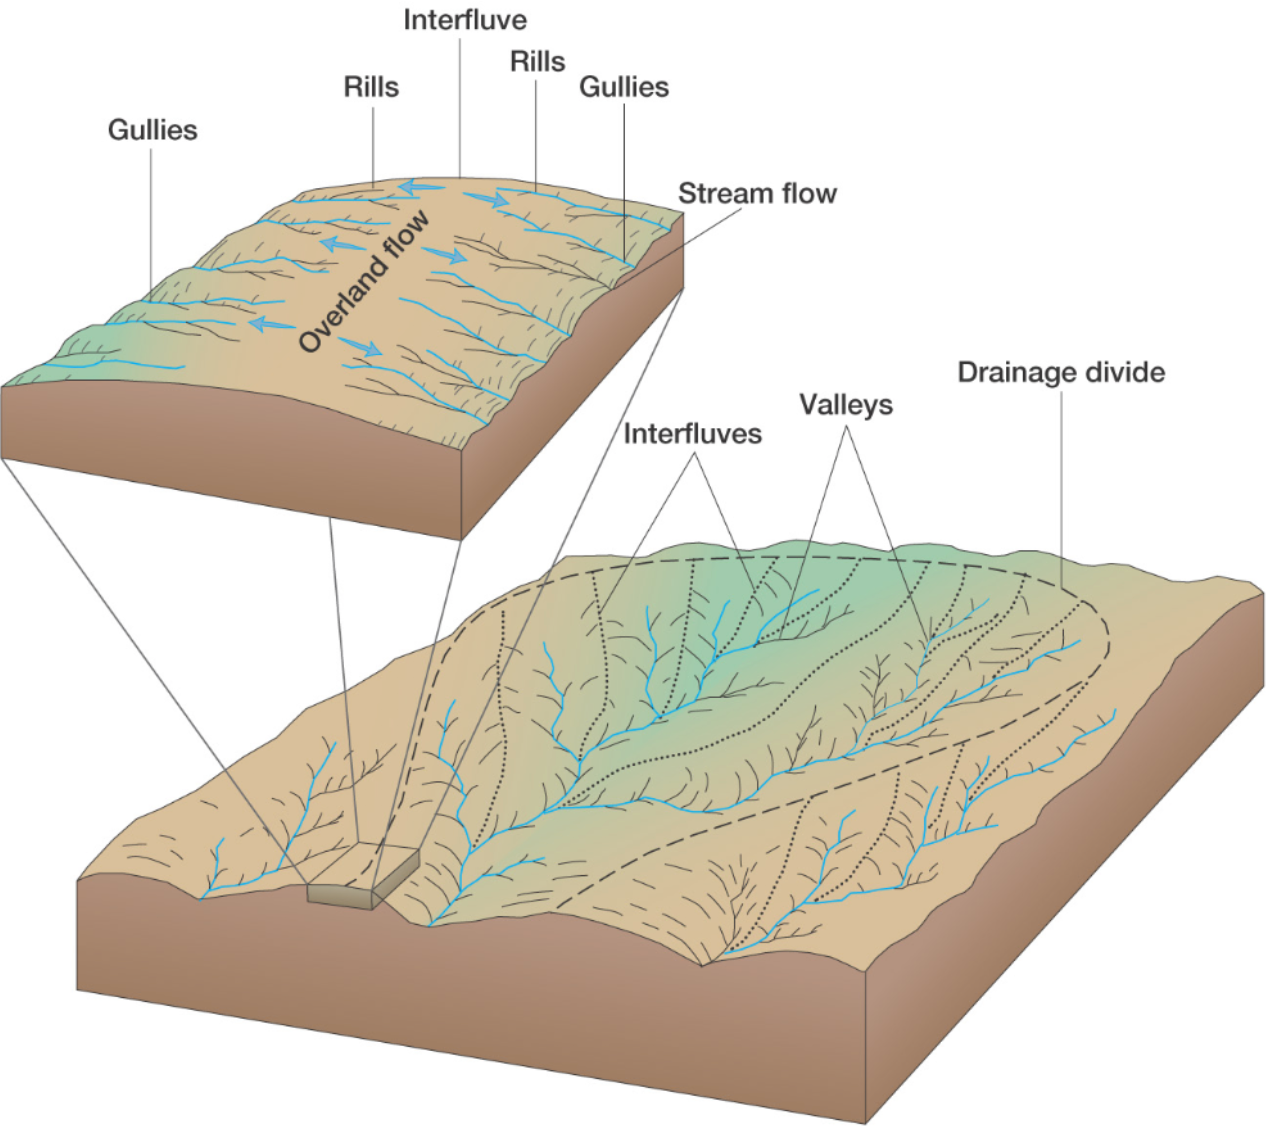 Interfluve
Rills
Rills
Gullies
Gullies
Stream flow
Overland flow
Drainage divide
Valleys
Interfluves